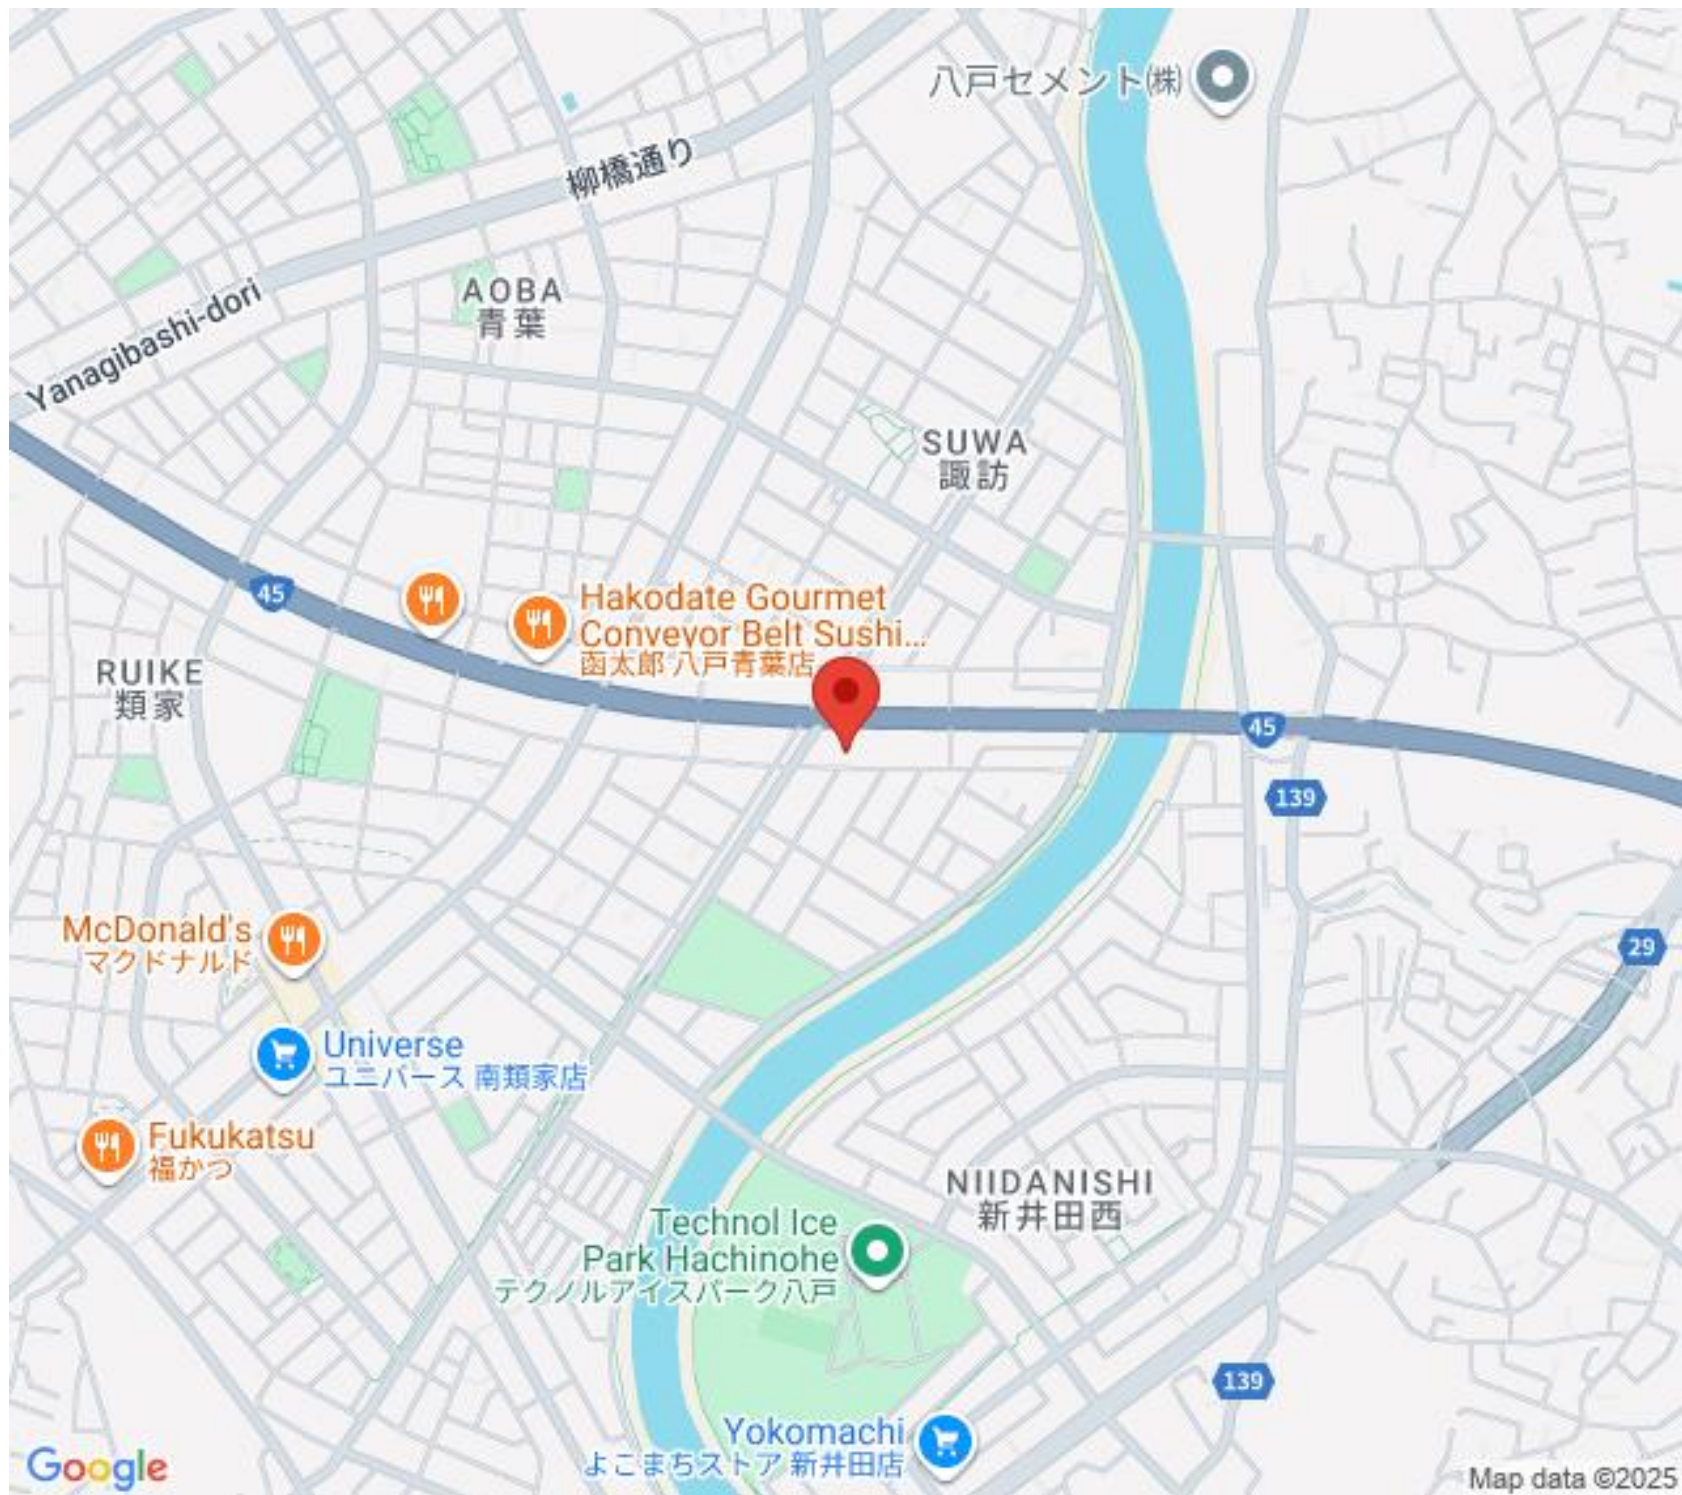 八戸セメント㈱
柳橋通り
Yanagibashi-dori
AOBA
青葉
SUWA
諏訪
45
Hakodate Gourmet
Conveyor Belt Sushi...
函太郎 八戸青葉店
RUIKE
類家
45
139
McDonald's
マクドナルド
29
Universe
ユニバース 南類家店
Fukukatsu
福かつ
NIIDANISHI
新井田西
Technol Ice
Park Hachinohe
テクノルアイスパーク八戸
139
Yokomachi
よこまちストア 新井田店
Google
Map data ©2025